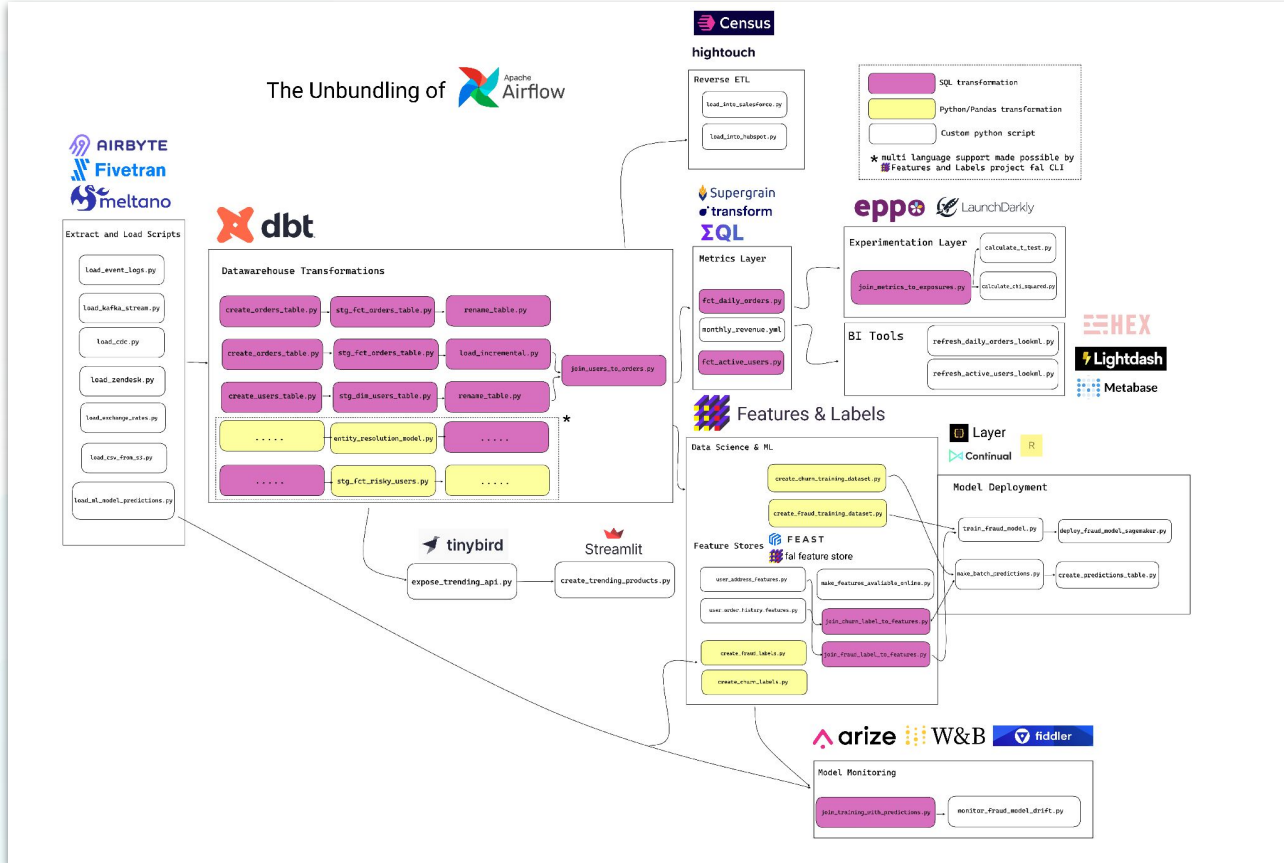 Census
hightouch
The Unbundling of Apache Airflow
Reverse ETL
load_into_salesforce.py
load_into_hubspot.py
SQL transformation
Python/Pandas transformation
Custom python script
* multi language support made possible by
Features and Labels project fal CLI
AIRBYTE
Fivetran
meltano
Extract and Load Scripts
load_event_logs.py
load_kafka_stream.py
load_cdc.py
load_zendesk.py
load_exchange_rates.py
load_csv_from_s3.py
load_ml_model_predictions.py
dbt
Datawarehouse Transformations
create_orders_table.py
stg_fct_orders_table.py
rename_table.py
create_orders_table.py
stg_fct_orders_table.py
load_incremental.py
join_users_to_orders.py
create_users_table.py
stg_dim_users_table.py
rename_table.py
*
.....
entity_resolution_model.py
.....
.....
stg_fct_risky_users.py
.....
tinybird
expose_trending_api.py
Streamlit
create_trending_products.py
Supergrain
transform
ΣQL
Metrics Layer
fct_daily_orders.py
monthly_revenue.yml
fct_active_users.py
eppo
LaunchDarkly
Experimentation Layer
join_metrics_to_exposures.py
calculate_t_test.py
calculate_chi_squared.py
BI Tools
refresh_daily_orders_lookml.py
refresh_active_users_lookml.py
HEX
Lightdash
Metabase
Features & Labels
Data Science & ML
create_churn_training_dataset.py
create_fraud_training_dataset.py
Feature Stores
FEAST
fal feature store
user_address_features.py
make_features_avaliable_online.py
user.order.history.features.py
join_churn_label_to_features.py
create_fraud_labels.py
join_fraud_label_to_features.py
create_churn_labels.py
Layer
Continual
R
Model Deployment
train_fraud_model.py
deploy_fraud_model_sagemaker.py
make_batch_predictions.py
create_predictions_table.py
arize
W&B
fiddler
Model Monitoring
join_training_with_predictions.py
monitor_fraud_model_drift.py